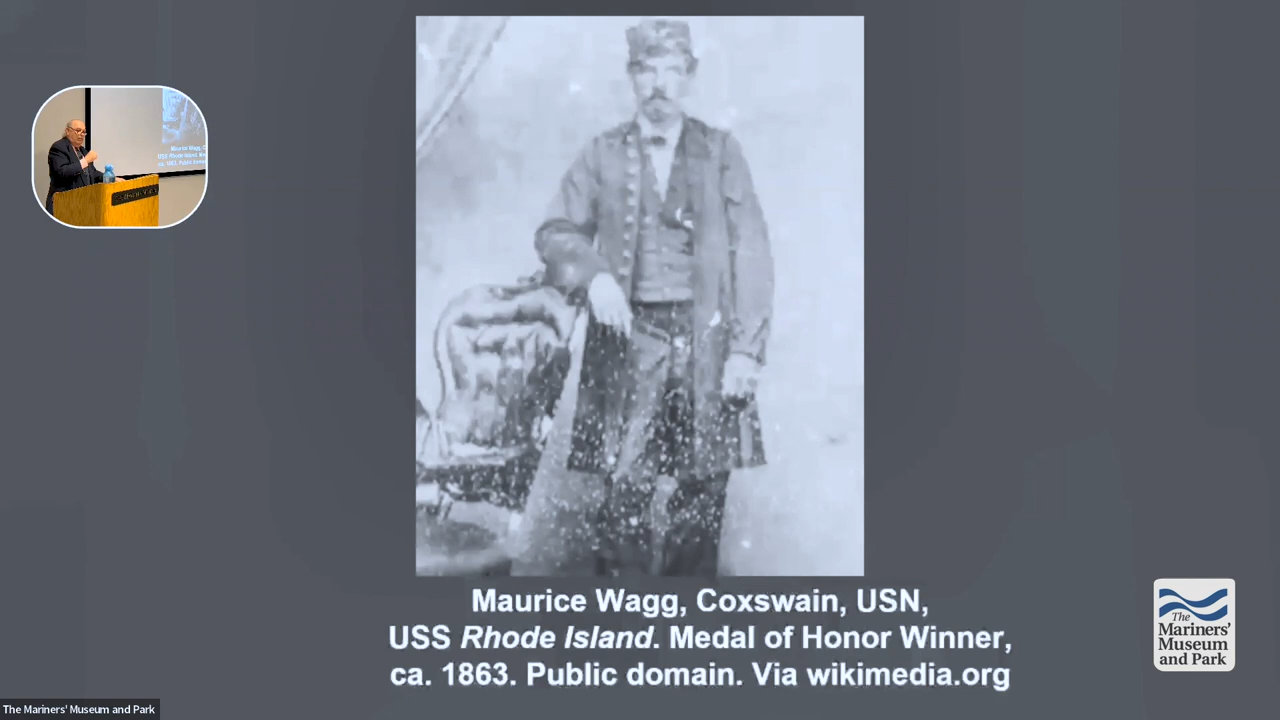 Maurice Wagg, Coxswain, USN,
USS Rhode Island. Medal of Honor Winner,
ca. 1863. Public domain. Via wikimedia.org
The
Mariners'
Museum
and Park
The Mariners' Museum and Park